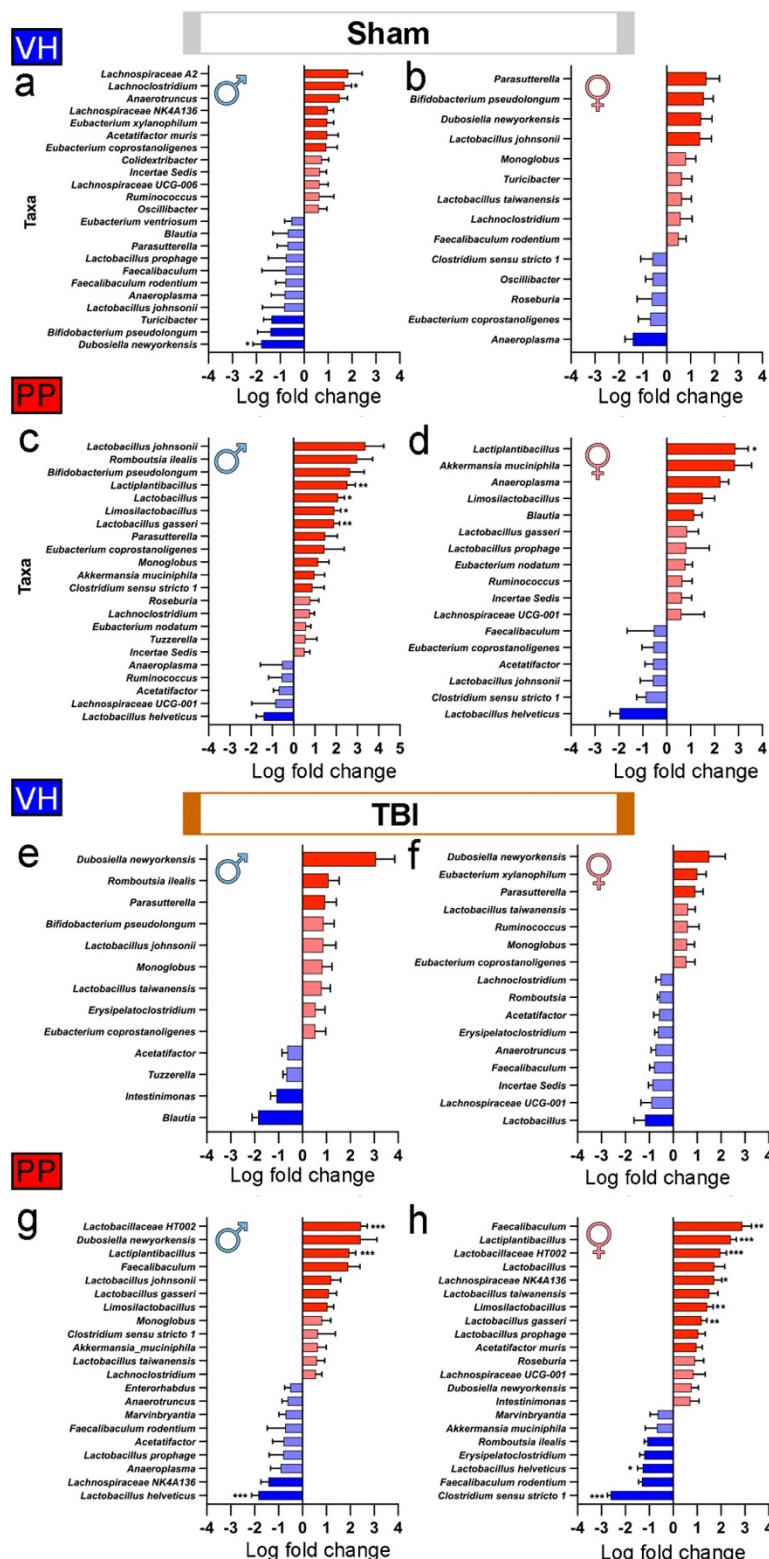 Sham
VH
a
Lachnospiraceae A2
Lachnoclostridium
*
Anaerotruncus
Lachnospiraceae NK4A136
Eubacterium xylanophilum
Acetatifactor muris
Eubacterium coprostanoligenes
Colidextribacter
Incertae Sedis
Lachnospiraceae UCG-006
Ruminococcus
Oscillibacter
Eubacterium ventriosum
Blautia
Parasutterella
Lactobacillus prophage
Faecalibaculum
Faecalibaculum rodentium
Anaeroplasma
Lactobacillus johnsonii
Turicibacter
Bifidobacterium pseudolongum
Dubosiella newyorkensis
*
Taxa
-4 -3 -2 -1 0 1 2 3 4
Log fold change
b
Parasutterella
Bifidobacterium pseudolongum
Dubosiella newyorkensis
Lactobacillus johnsonii
Monoglobus
Turicibacter
Lactobacillus taiwanensis
Lachnoclostridium
Faecalibaculum rodentium
Clostridium sensu stricto 1
Oscillibacter
Roseburia
Eubacterium coprostanoligenes
Anaeroplasma
-4 -3 -2 -1 0 1 2 3 4
Log fold change
PP
c
Lactobacillus johnsonii
Romboutsia ilealis
Bifidobacterium pseudolongum
Lactiplantibacillus
**
Lactobacillus
*
Limosilactobacillus
*
Lactobacillus gasseri
**
Parasutterella
Eubacterium coprostanoligenes
Monoglobus
Akkermansia muciniphila
Clostridium sensu stricto 1
Roseburia
Lachnoclostridium
Eubacterium nodatum
Tuzzerella
Incertae Sedis
Anaeroplasma
Ruminococcus
Acetatifactor
Lachnospiraceae UCG-001
Lactobacillus helveticus
Taxa
-4 -3 -2 -1 0 1 2 3 4 5
Log fold change
d
Lactiplantibacillus
*
Akkermansia muciniphila
Anaeroplasma
Limosilactobacillus
Blautia
Lactobacillus gasseri
Lactobacillus prophage
Eubacterium nodatum
Ruminococcus
Incertae Sedis
Lachnospiraceae UCG-001
Faecalibaculum
Eubacterium coprostanoligenes
Acetatifactor
Lactobacillus johnsonii
Clostridium sensu stricto 1
Lactobacillus helveticus
-4 -3 -2 -1 0 1 2 3 4
Log fold change
VH
TBI
e
Dubosiella newyorkensis
Romboutsia ilealis
Parasutterella
Bifidobacterium pseudolongum
Lactobacillus johnsonii
Monoglobus
Lactobacillus taiwanensis
Erysipelatoclostridium
Eubacterium coprostanoligenes
Acetatifactor
Tuzzerella
Intestinimonas
Blautia
-4 -3 -2 -1 0 1 2 3 4
Log fold change
f
Dubosiella newyorkensis
Eubacterium xylanophilum
Parasutterella
Lactobacillus taiwanensis
Ruminococcus
Monoglobus
Eubacterium coprostanoligenes
Lachnoclostridium
Romboutsia
Acetatifactor
Erysipelatoclostridium
Anaerotruncus
Faecalibaculum
Incertae Sedis
Lachnospiraceae UCG-001
Lactobacillus
-4 -3 -2 -1 0 1 2 3 4
Log fold change
PP
g
Lactobacillaceae HT002
***
Dubosiella newyorkensis
Lactiplantibacillus
***
Faecalibaculum
Lactobacillus johnsonii
Lactobacillus gasseri
Limosilactobacillus
Monoglobus
Clostridium sensu stricto 1
Akkermansia_muciniphila
Lactobacillus taiwanensis
Lachnoclostridium
Enterorhabdus
Anaerotruncus
Marvinbryantia
Faecalibaculum rodentium
Acetatifactor
Lactobacillus prophage
Anaeroplasma
Lachnospiraceae NK4A136
Lactobacillus helveticus
***
-4 -3 -2 -1 0 1 2 3 4
Log fold change
h
Faecalibaculum
**
Lactiplantibacillus
***
Lactobacillaceae HT002
***
Lactobacillus
Lachnospiraceae NK4A136
*
Lactobacillus taiwanensis
Limosilactobacillus
**
Lactobacillus gasseri
**
Lactobacillus prophage
Acetatifactor muris
Roseburia
Lachnospiraceae UCG-001
Dubosiella newyorkensis
Intestinimonas
Marvinbryantia
Akkermansia muciniphila
Romboutsia ilealis
Erysipelatoclostridium
Lactobacillus helveticus
*
Faecalibaculum rodentium
Clostridium sensu stricto 1
***
-4 -3 -2 -1 0 1 2 3 4
Log fold change